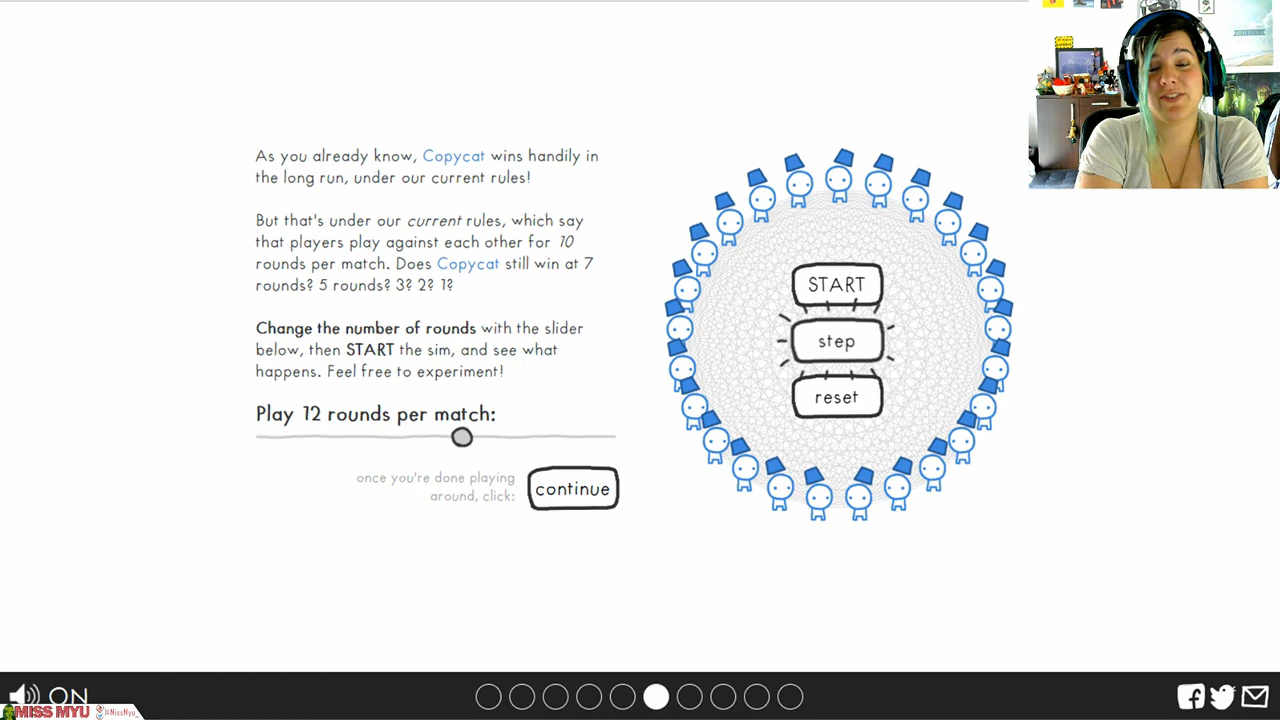 As you already know, Copycat wins handily in
the long run, under our current rules!
But that's under our current rules, which say
that players play against each other for 10
rounds per match. Does Copycat still win at 7
rounds? 5 rounds? 3? 2? 1?
Change the number of rounds with the slider
below, then START the sim, and see what
happens. Feel free to experiment!
Play 12 rounds per match:
once you're done playing
around, click:
continue
START
step
reset
ON
MISS MYU